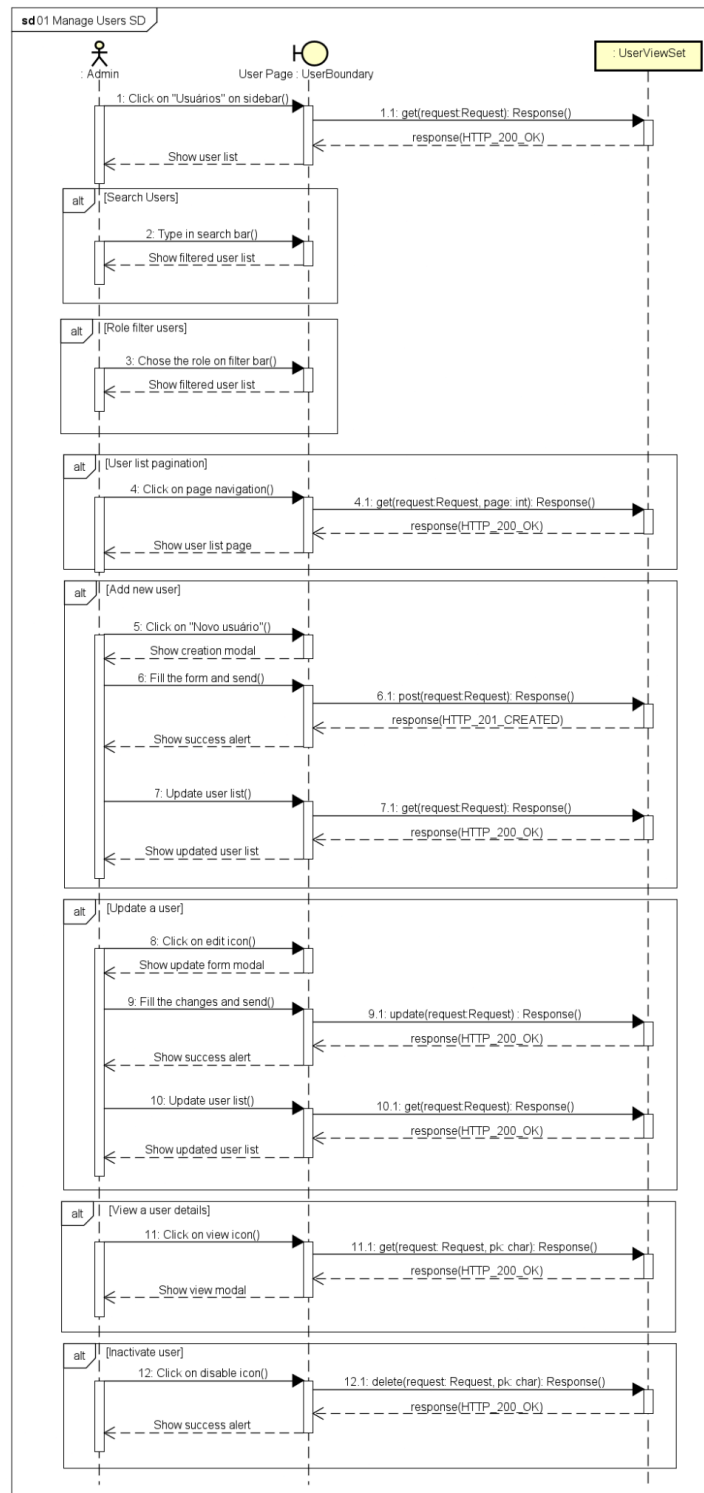 sd 01 Manage Users SD
: Admin
User Page : UserBoundary
: UserViewSet
1: Click on "Usuários" on sidebar()
1.1: get(request:Request): Response()
response(HTTP_200_OK)
Show user list
alt
[Search Users]
2: Type in search bar()
Show filtered user list
alt
[Role filter users]
3: Chose the role on filter bar()
Show filtered user list
alt
[User list pagination]
4: Click on page navigation()
4.1: get(request:Request, page: int): Response()
response(HTTP_200_OK)
Show user list page
alt
[Add new user]
5: Click on "Novo usuário"()
Show creation modal
6: Fill the form and send()
6.1: post(request:Request): Response()
response(HTTP_201_CREATED)
Show success alert
7: Update user list()
7.1: get(request:Request): Response()
response(HTTP_200_OK)
Show updated user list
alt
[Update a user]
8: Click on edit icon()
Show update form modal
9: Fill the changes and send()
9.1: update(request:Request) : Response()
response(HTTP_200_OK)
Show success alert
10: Update user list()
10.1: get(request:Request): Response()
response(HTTP_200_OK)
Show updated user list
alt
[View a user details]
11: Click on view icon()
11.1: get(request: Request, pk: char): Response()
response(HTTP_200_OK)
Show view modal
alt
[Inactivate user]
12: Click on disable icon()
12.1: delete(request: Request, pk: char): Response()
response(HTTP_200_OK)
Show success alert